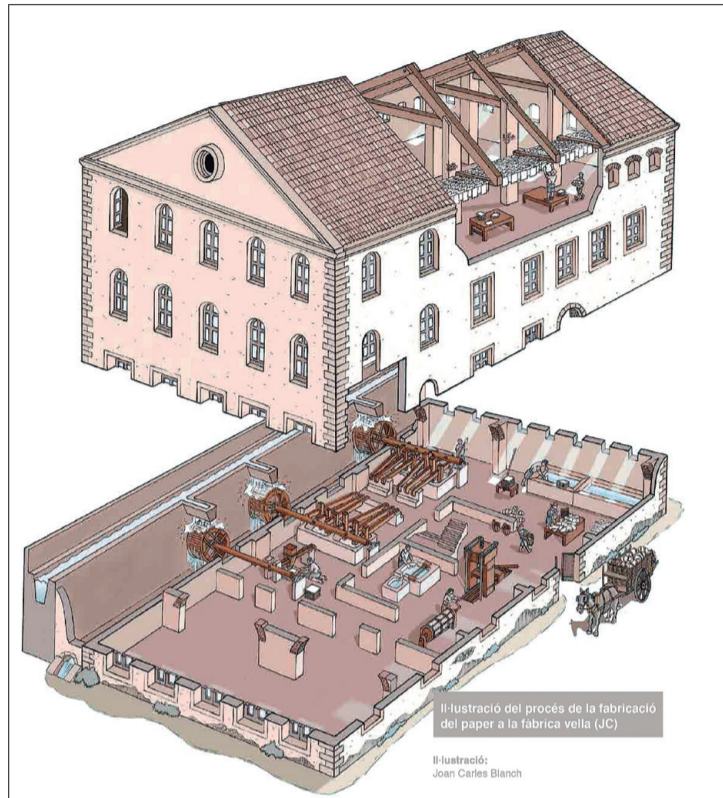 Il·lustració del procés de la fabricació
del paper a la fàbrica vella (JC)
Il·lustració:
Joan Carles Blanch